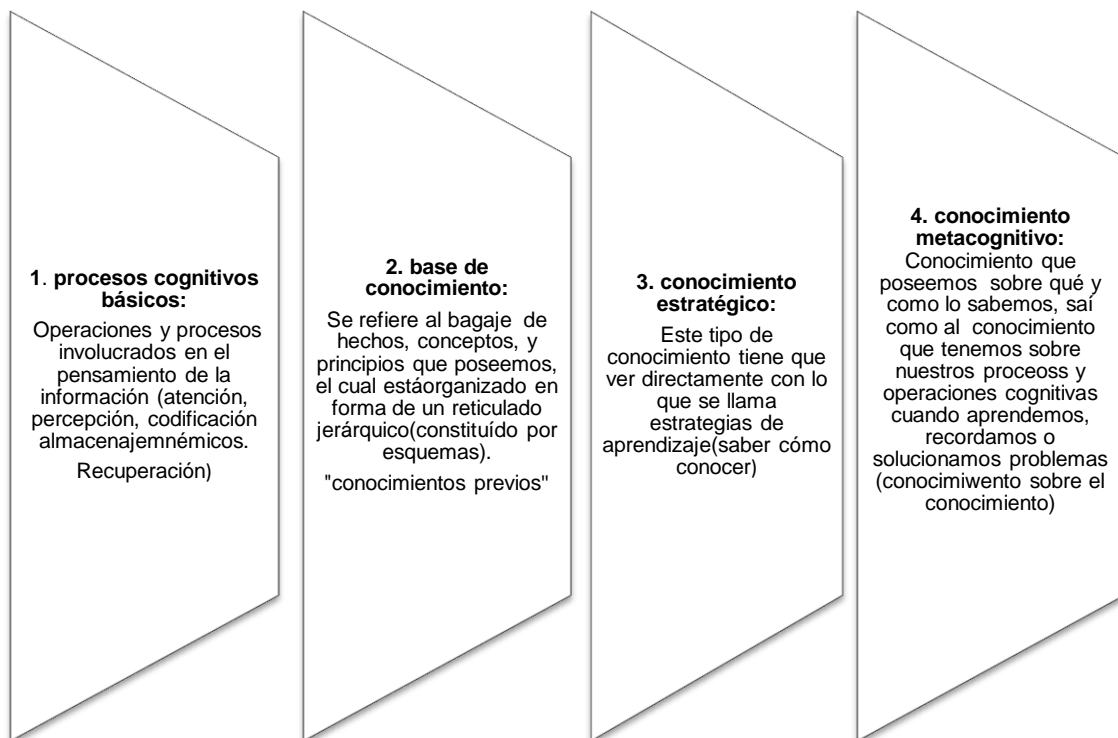 1. procesos cognitivos
básicos:
Operaciones y procesos
involucrados en el
pensamiento de la
información (atención,
percepción, codificación
almacenajemnémicos.
Recuperación)
2. base de
conocimiento:
Se refiere al bagaje de
hechos, conceptos, y
principios que poseemos,
el cual estáorganizado en
forma de un reticulado
jerárquico(constituído por
esquemas).
"conocimientos previos"
3. conocimiento
estratégico:
Este tipo de
conocimiento tiene que
ver directamente con lo
que se llama
estrategias de
aprendizaje(saber cómo
conocer)
4. conocimiento
metacognitivo:
Conocimiento que
poseemos sobre qué y
como lo sabemos, saí
como al conocimiento
que tenemos sobre
nuestros proceoss y
operaciones cognitivas
cuando aprendemos,
recordamos o
solucionamos problemas
(conocimiwento sobre el
conocimiento)